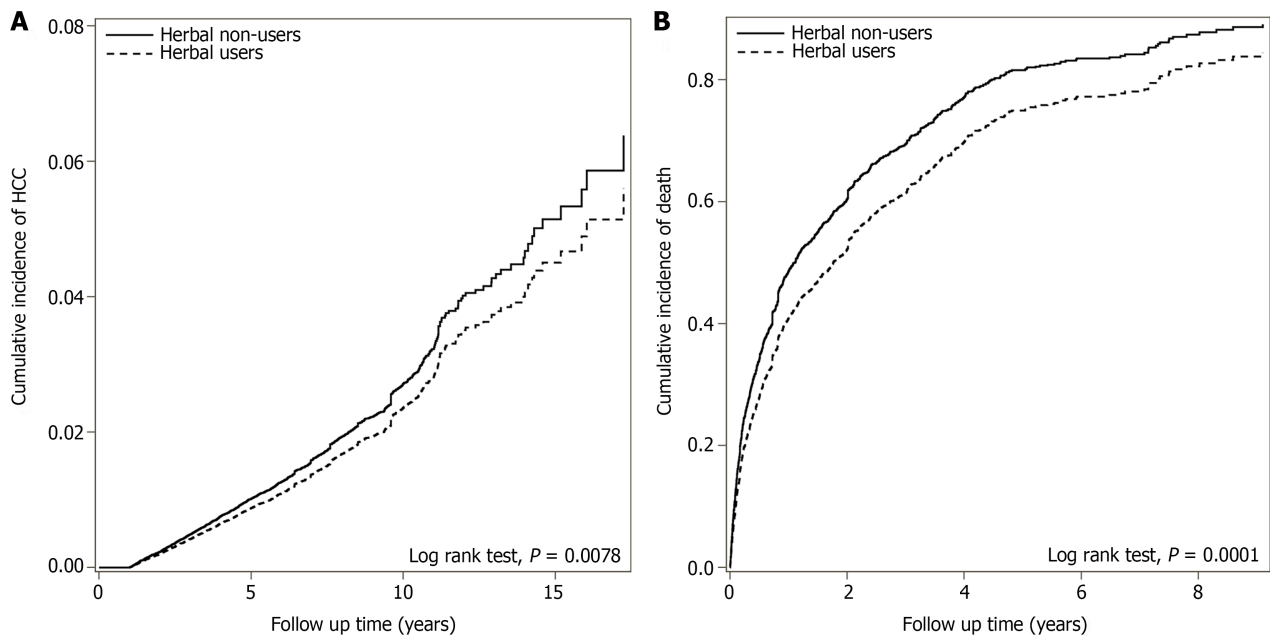 A
Herbal non-users
Herbal users
0.08
0.06
0.04
0.02
0.00
Cumulative incidence of HCC
Log rank test, P = 0.0078
0 5 10 15
Follow up time (years)
B
Herbal non-users
Herbal users
0.8
0.6
0.4
0.2
0.0
Cumulative incidence of death
Log rank test, P = 0.0001
0 2 4 6 8
Follow up time (years)